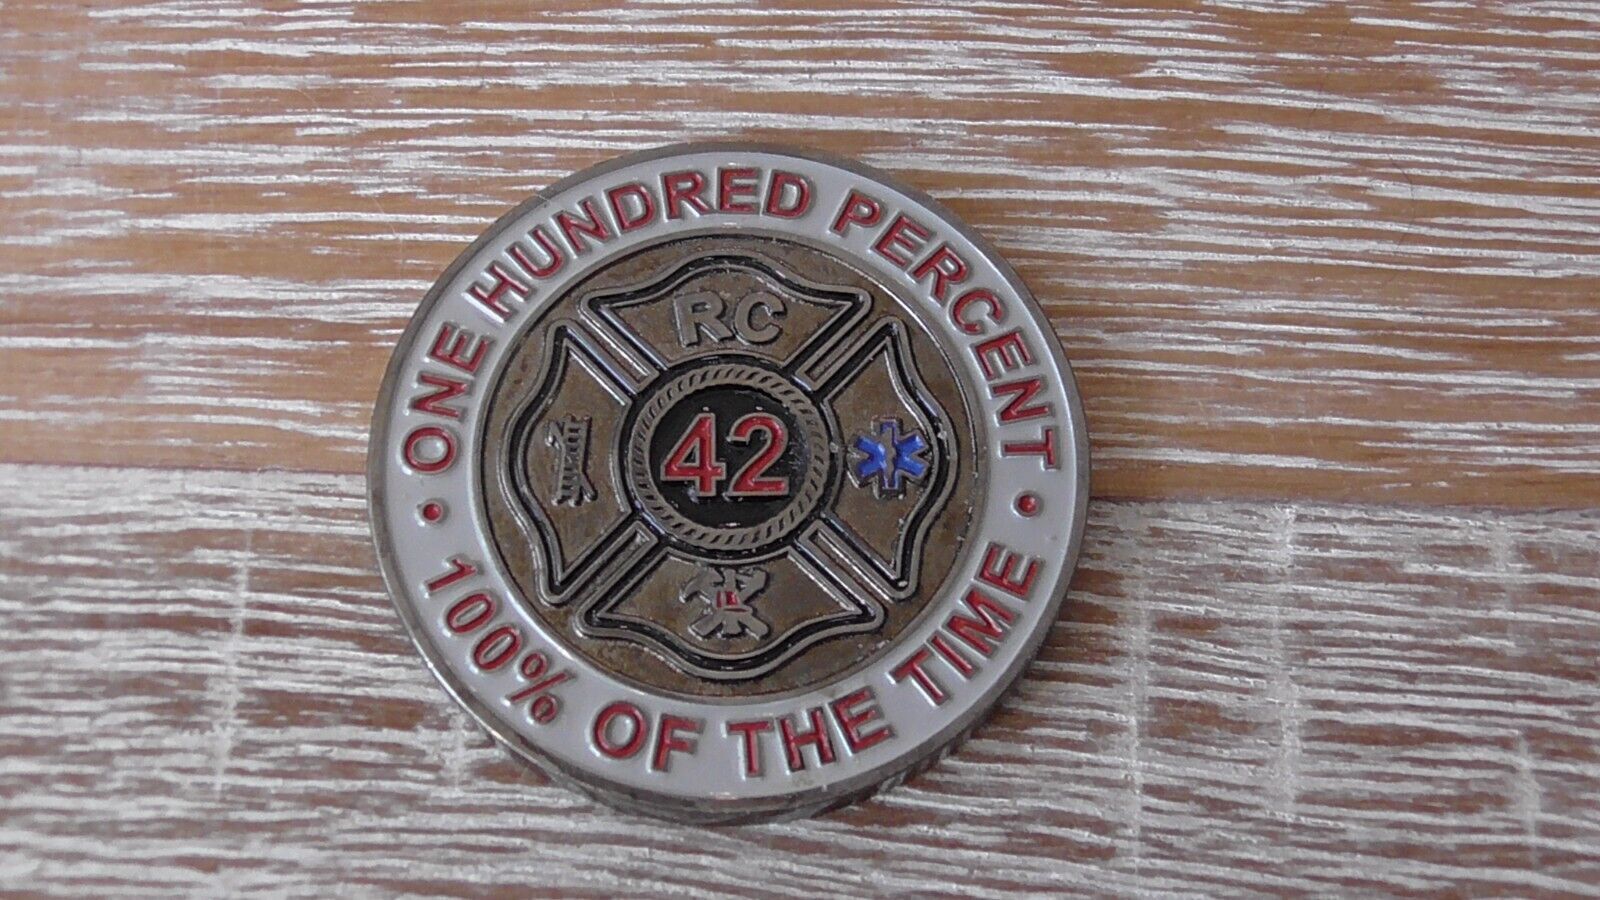 ONE HUNDRED PERCENT
RC
42
100% OF THE TIME